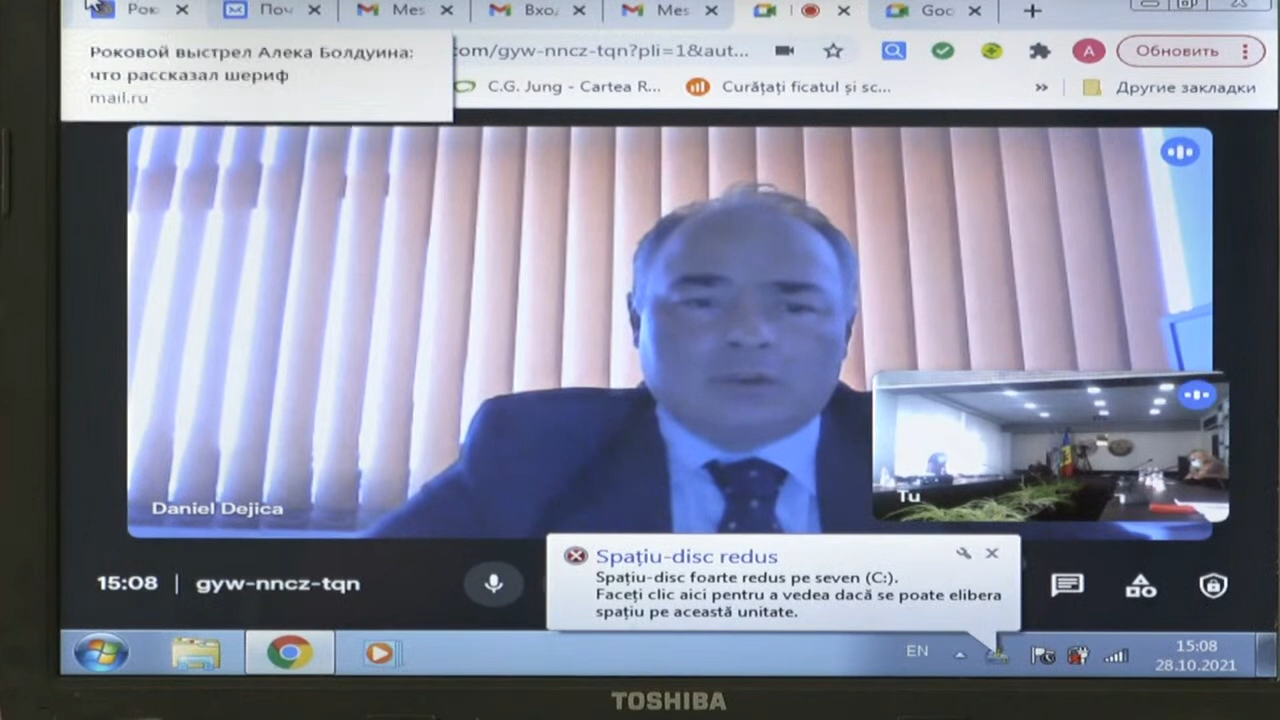 Рок
Поч
Mes
Вхо
Mes
Goc
Роковой выстрел Алека Болдуина:
что рассказал шериф
mail.ru
com/gyw-nncz-tqn?pli=1&aut...
A
Обновить
C.G. Jung - Cartea R...
Curățați ficatul și sc...
»
Другие закладки
Daniel Dejica
Tu
15:08 | gyw-nncz-tqn
Spațiu-disc redus
Spațiu-disc foarte redus pe seven (C:).
Faceți clic aici pentru a vedea dacă se poate elibera
spațiu pe această unitate.
EN
15:08
28.10.2021
TOSHIBA